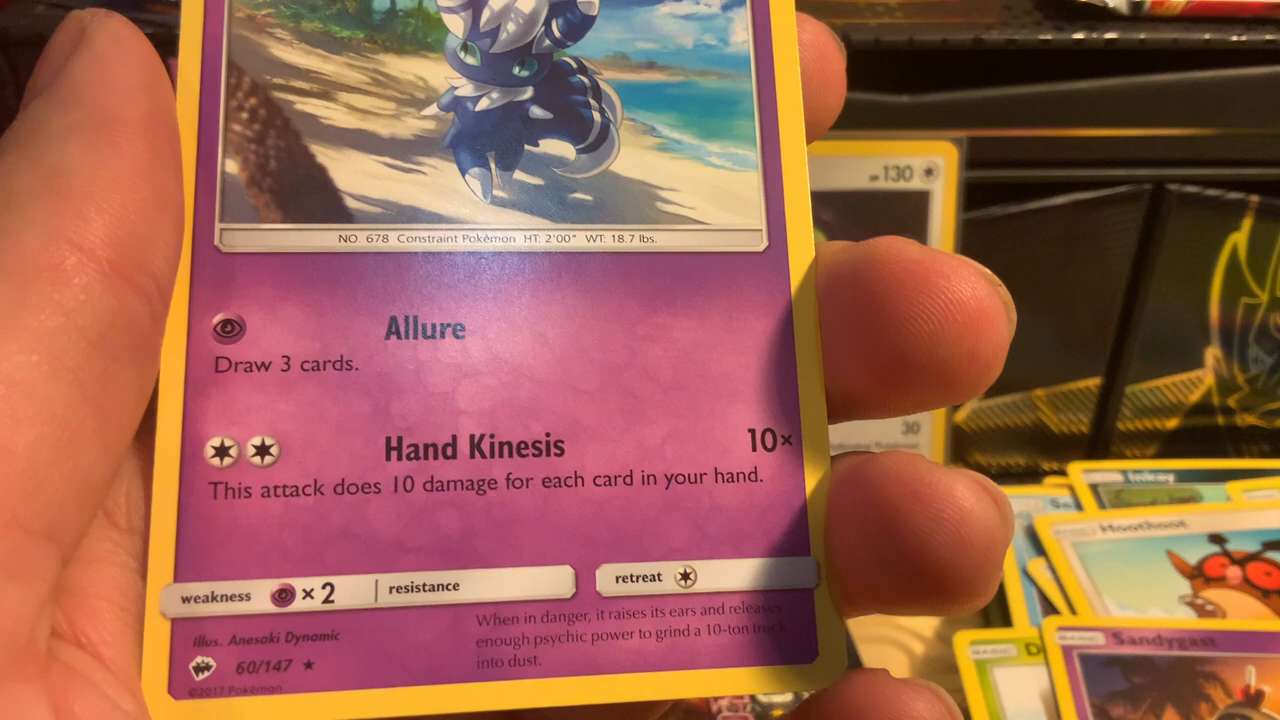 NO. 678 Constraint Pokémon HT: 2'00" WT: 18.7 lbs.
Allure
Draw 3 cards.
Hand Kinesis 10×
This attack does 10 damage for each card in your hand.
weakness ×2 resistance
retreat
Illus. Anesaki Dynamic
60/147 ★
©2017 Pokémon
When in danger, it raises its ears and releases
enough psychic power to grind a 10-ton truck
into dust.
HP 130
30
Inkay
Hoothoot
Sandygast
D